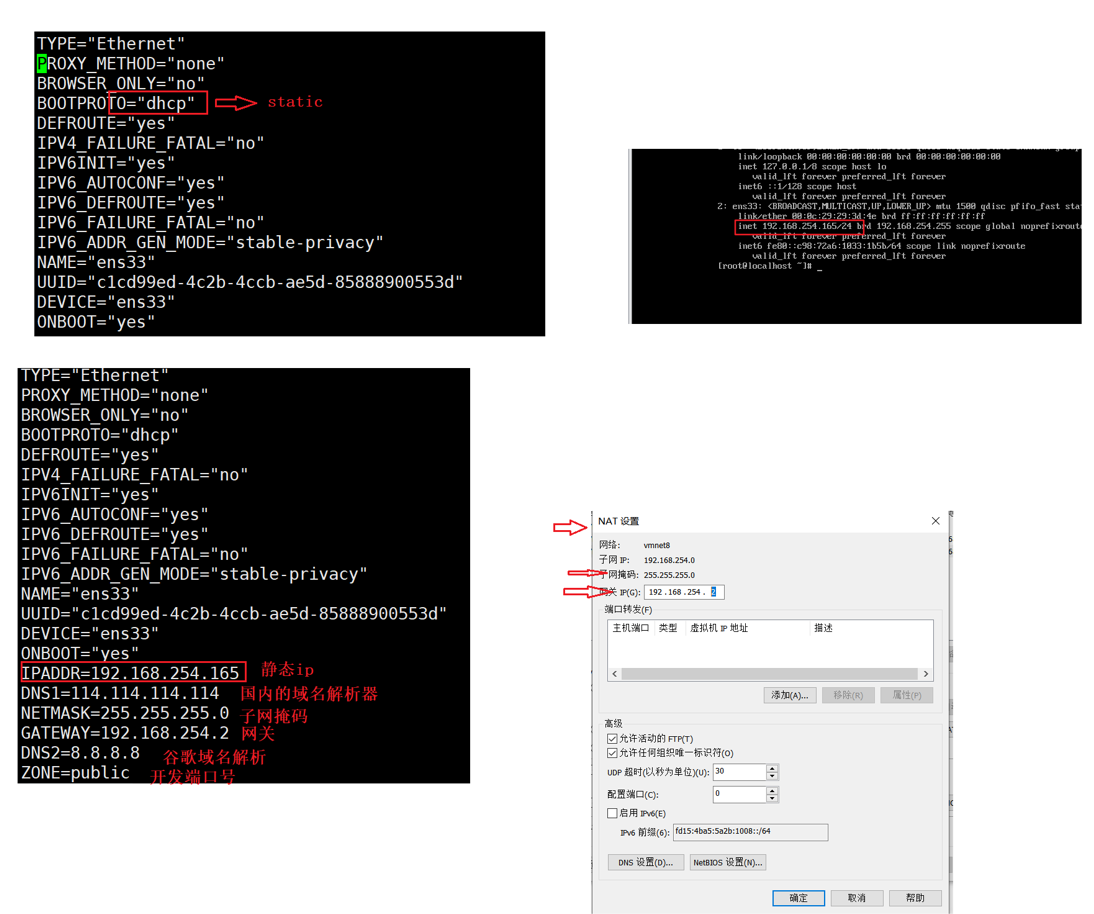 TYPE="Ethernet"
PROXY_METHOD="none"
BROWSER_ONLY="no"
BOOTPROTO="dhcp" static
DEFROUTE="yes"
IPV4_FAILURE_FATAL="no"
IPV6INIT="yes"
IPV6_AUTOCONF="yes"
IPV6_DEFROUTE="yes"
IPV6_FAILURE_FATAL="no"
IPV6_ADDR_GEN_MODE="stable-privacy"
NAME="ens33"
UUID="c1cd99ed-4c2b-4ccb-ae5d-85888900553d"
DEVICE="ens33"
ONBOOT="yes"
link/loopback 00:00:00:00:00:00 brd 00:00:00:00:00:00
inet 127.0.0.1/8 scope host lo
valid_lft forever preferred_lft forever
inet6 ::1/128 scope host
valid_lft forever preferred_lft forever
2: ens33: <BROADCAST,MULTICAST,UP,LOWER_UP> mtu 1500 qdisc pfifo_fast sta
link/ether 00:0c:29:29:3d:4e brd ff:ff:ff:ff:ff:ff
inet 192.168.254.165/24 brd 192.168.254.255 scope global noprefixroute
valid_lft forever preferred_lft forever
inet6 fe80::c98:72a6:1033:1b5b/64 scope link noprefixroute
valid_lft forever preferred_lft forever
[root@localhost ~]# _
TYPE="Ethernet"
PROXY_METHOD="none"
BROWSER_ONLY="no"
BOOTPROTO="dhcp"
DEFROUTE="yes"
IPV4_FAILURE_FATAL="no"
IPV6INIT="yes"
IPV6_AUTOCONF="yes"
IPV6_DEFROUTE="yes"
IPV6_FAILURE_FATAL="no"
IPV6_ADDR_GEN_MODE="stable-privacy"
NAME="ens33"
UUID="c1cd99ed-4c2b-4ccb-ae5d-85888900553d"
DEVICE="ens33"
ONBOOT="yes"
IPADDR=192.168.254.165 静态ip
DNS1=114.114.114.114 国内的域名解析器
NETMASK=255.255.255.0 子网掩码
GATEWAY=192.168.254.2 网关
DNS2=8.8.8.8 谷歌域名解析
ZONE=public 开发端口号
NAT 设置
网络: vmnet8
子网 IP: 192.168.254.0
子网掩码: 255.255.255.0
网关 IP(G): 192.168.254.2
端口转发(F)
主机端口 类型 虚拟机 IP 地址 描述
添加(A)... 移除(R) 属性(P)
高级
允许活动的 FTP(T)
允许任何组织唯一标识符(O)
UDP 超时(以秒为单位)(U): 30
配置端口(C): 0
启用 IPv6(E)
IPv6 前缀(6): fd15:4ba5:5a2b:1008::/64
DNS 设置(D)... NetBIOS 设置(N)...
确定 取消 帮助